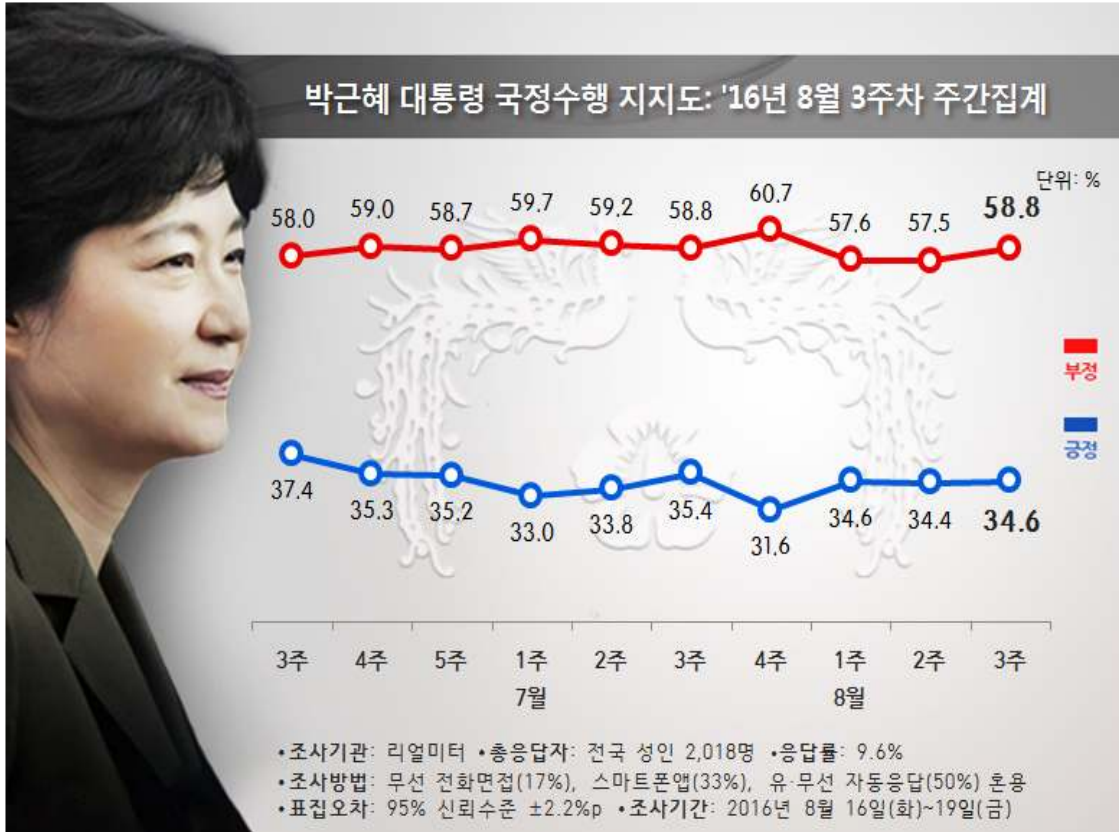 박근혜 대통령 국정수행 지지도: '16년 8월 3주차 주간집계
단위: %
58.0 59.0 58.7 59.7 59.2 58.8 60.7 57.6 57.5 58.8
부정
긍정
37.4 35.3 35.2 33.0 33.8 35.4 31.6 34.6 34.4 34.6
3주 4주 5주 1주 2주 3주 4주 1주 2주 3주
7월 8월
•조사기관: 리얼미터 •총응답자: 전국 성인 2,018명 •응답률: 9.6%
•조사방법: 무선 전화면접(17%), 스마트폰앱(33%), 유·무선 자동응답(50%) 혼용
•표집오차: 95% 신뢰수준 ±2.2%p •조사기간: 2016년 8월 16일(화)~19일(금)